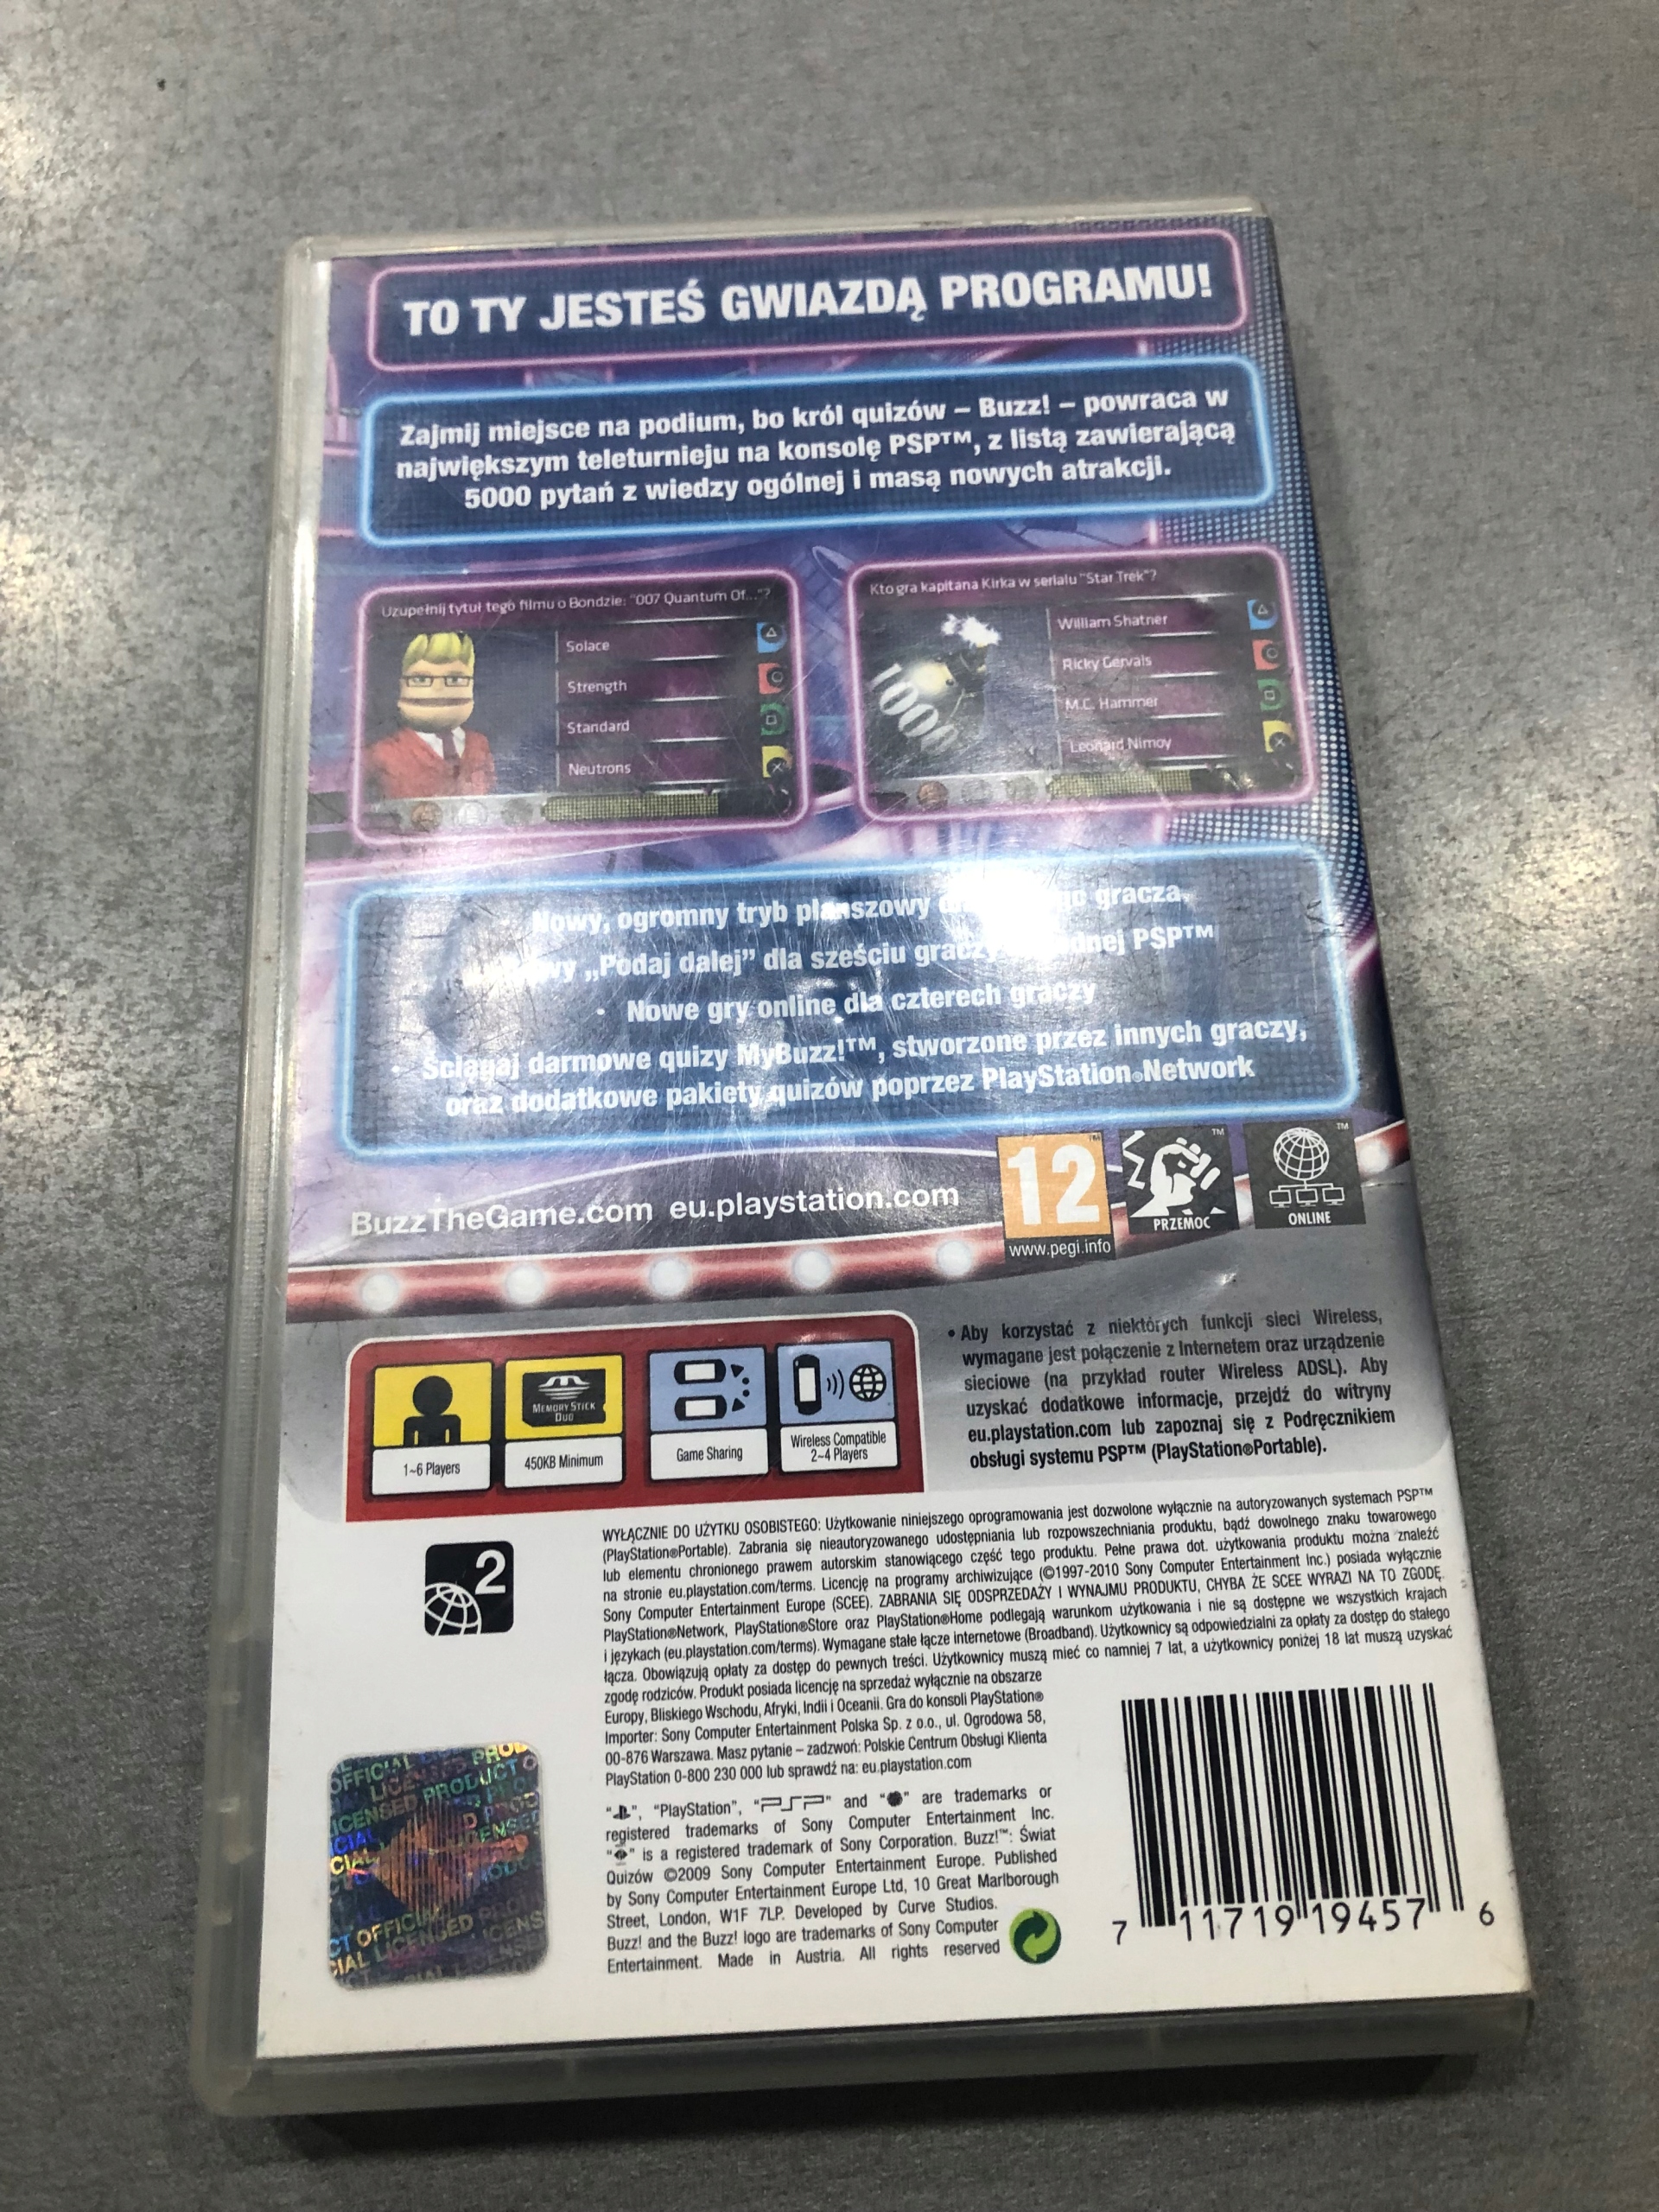 TO TY JESTEŚ GWIAZDĄ PROGRAMU!
Zajmij miejsce na podium, bo król quizów – Buzz! – powraca w
największym teleturnieju na konsolę PSP™, z listą zawierającą
5000 pytań z wiedzy ogólnej i masą nowych atrakcji.
Uzupełnij tytuł tego filmu o Bondzie: "007 Quantum Of..."?
Solace
Strength
Standard
Neutrons
Kto gra kapitana Kirka w serialu "Star Trek"?
1000
William Shatner
Ricky Gervais
M.C. Hammer
Leonard Nimoy
Nowy, ogromny tryb planszowy gracza,
„Podaj dalej” dla sześciu graczy PSP™
• Nowe gry online dla czterech graczy
• Ściągaj darmowe quizy MyBuzz!™, stworzone przez innych graczy,
oraz dodatkowe pakiety quizów poprzez PlayStation®Network
BuzzTheGame.com eu.playstation.com
12
www.pegi.info
PRZEMOC
ONLINE
1~6 Players
MEMORY STICK
DUO
450KB Minimum
Game Sharing
Wireless Compatible
2~4 Players
• Aby korzystać z niektórych funkcji sieci Wireless,
wymagane jest połączenie z Internetem oraz urządzenie
sieciowe (na przykład router Wireless ADSL). Aby
uzyskać dodatkowe informacje, przejdź do witryny
eu.playstation.com lub zapoznaj się z Podręcznikiem
obsługi systemu PSP™ (PlayStation®Portable).
2
WYŁĄCZNIE DO UŻYTKU OSOBISTEGO: Użytkowanie niniejszego oprogramowania jest dozwolone wyłącznie na autoryzowanych systemach PSP™
(PlayStation®Portable). Zabrania się nieautoryzowanego udostępniania lub rozpowszechniania produktu, bądź dowolnego znaku towarowego
lub elementu chronionego prawem autorskim stanowiącego część tego produktu. Pełne prawa dot. użytkowania produktu można znaleźć
na stronie eu.playstation.com/terms. Licencję na programy archiwizujące (©1997-2010 Sony Computer Entertainment Inc.) posiada wyłącznie
Sony Computer Entertainment Europe (SCEE). ZABRANIA SIĘ ODSPRZEDAŻY I WYNAJMU PRODUKTU, CHYBA ŻE SCEE WYRAZI NA TO ZGODĘ.
PlayStation®Network, PlayStation®Store oraz PlayStation®Home podlegają warunkom użytkowania i nie są dostępne we wszystkich krajach
i językach (eu.playstation.com/terms). Wymagane stałe łącze internetowe (Broadband). Użytkownicy są odpowiedzialni za opłaty za dostęp do stałego
łącza. Obowiązują opłaty za dostęp do pewnych treści. Użytkownicy muszą mieć co namniej 7 lat, a użytkownicy poniżej 18 lat muszą uzyskać
zgodę rodziców. Produkt posiada licencję na sprzedaż wyłącznie na obszarze
Europy, Bliskiego Wschodu, Afryki, Indii i Oceanii. Gra do konsoli PlayStation®
Importer: Sony Computer Entertainment Polska Sp. z o.o., ul. Ogrodowa 58,
00-876 Warszawa. Masz pytanie – zadzwoń: Polskie Centrum Obsługi Klienta
PlayStation 0-800 230 000 lub sprawdź na: eu.playstation.com
“ ”, “PlayStation”, “PSP” and “ ” are trademarks or
registered trademarks of Sony Computer Entertainment Inc.
“ ” is a registered trademark of Sony Corporation. Buzz!™: Świat
Quizów ©2009 Sony Computer Entertainment Europe. Published
by Sony Computer Entertainment Europe Ltd, 10 Great Marlborough
Street, London, W1F 7LP. Developed by Curve Studios.
Buzz! and the Buzz! logo are trademarks of Sony Computer
Entertainment. Made in Austria. All rights reserved
7 11719 19457 6
OFFICIAL LICENSED PRODUCT